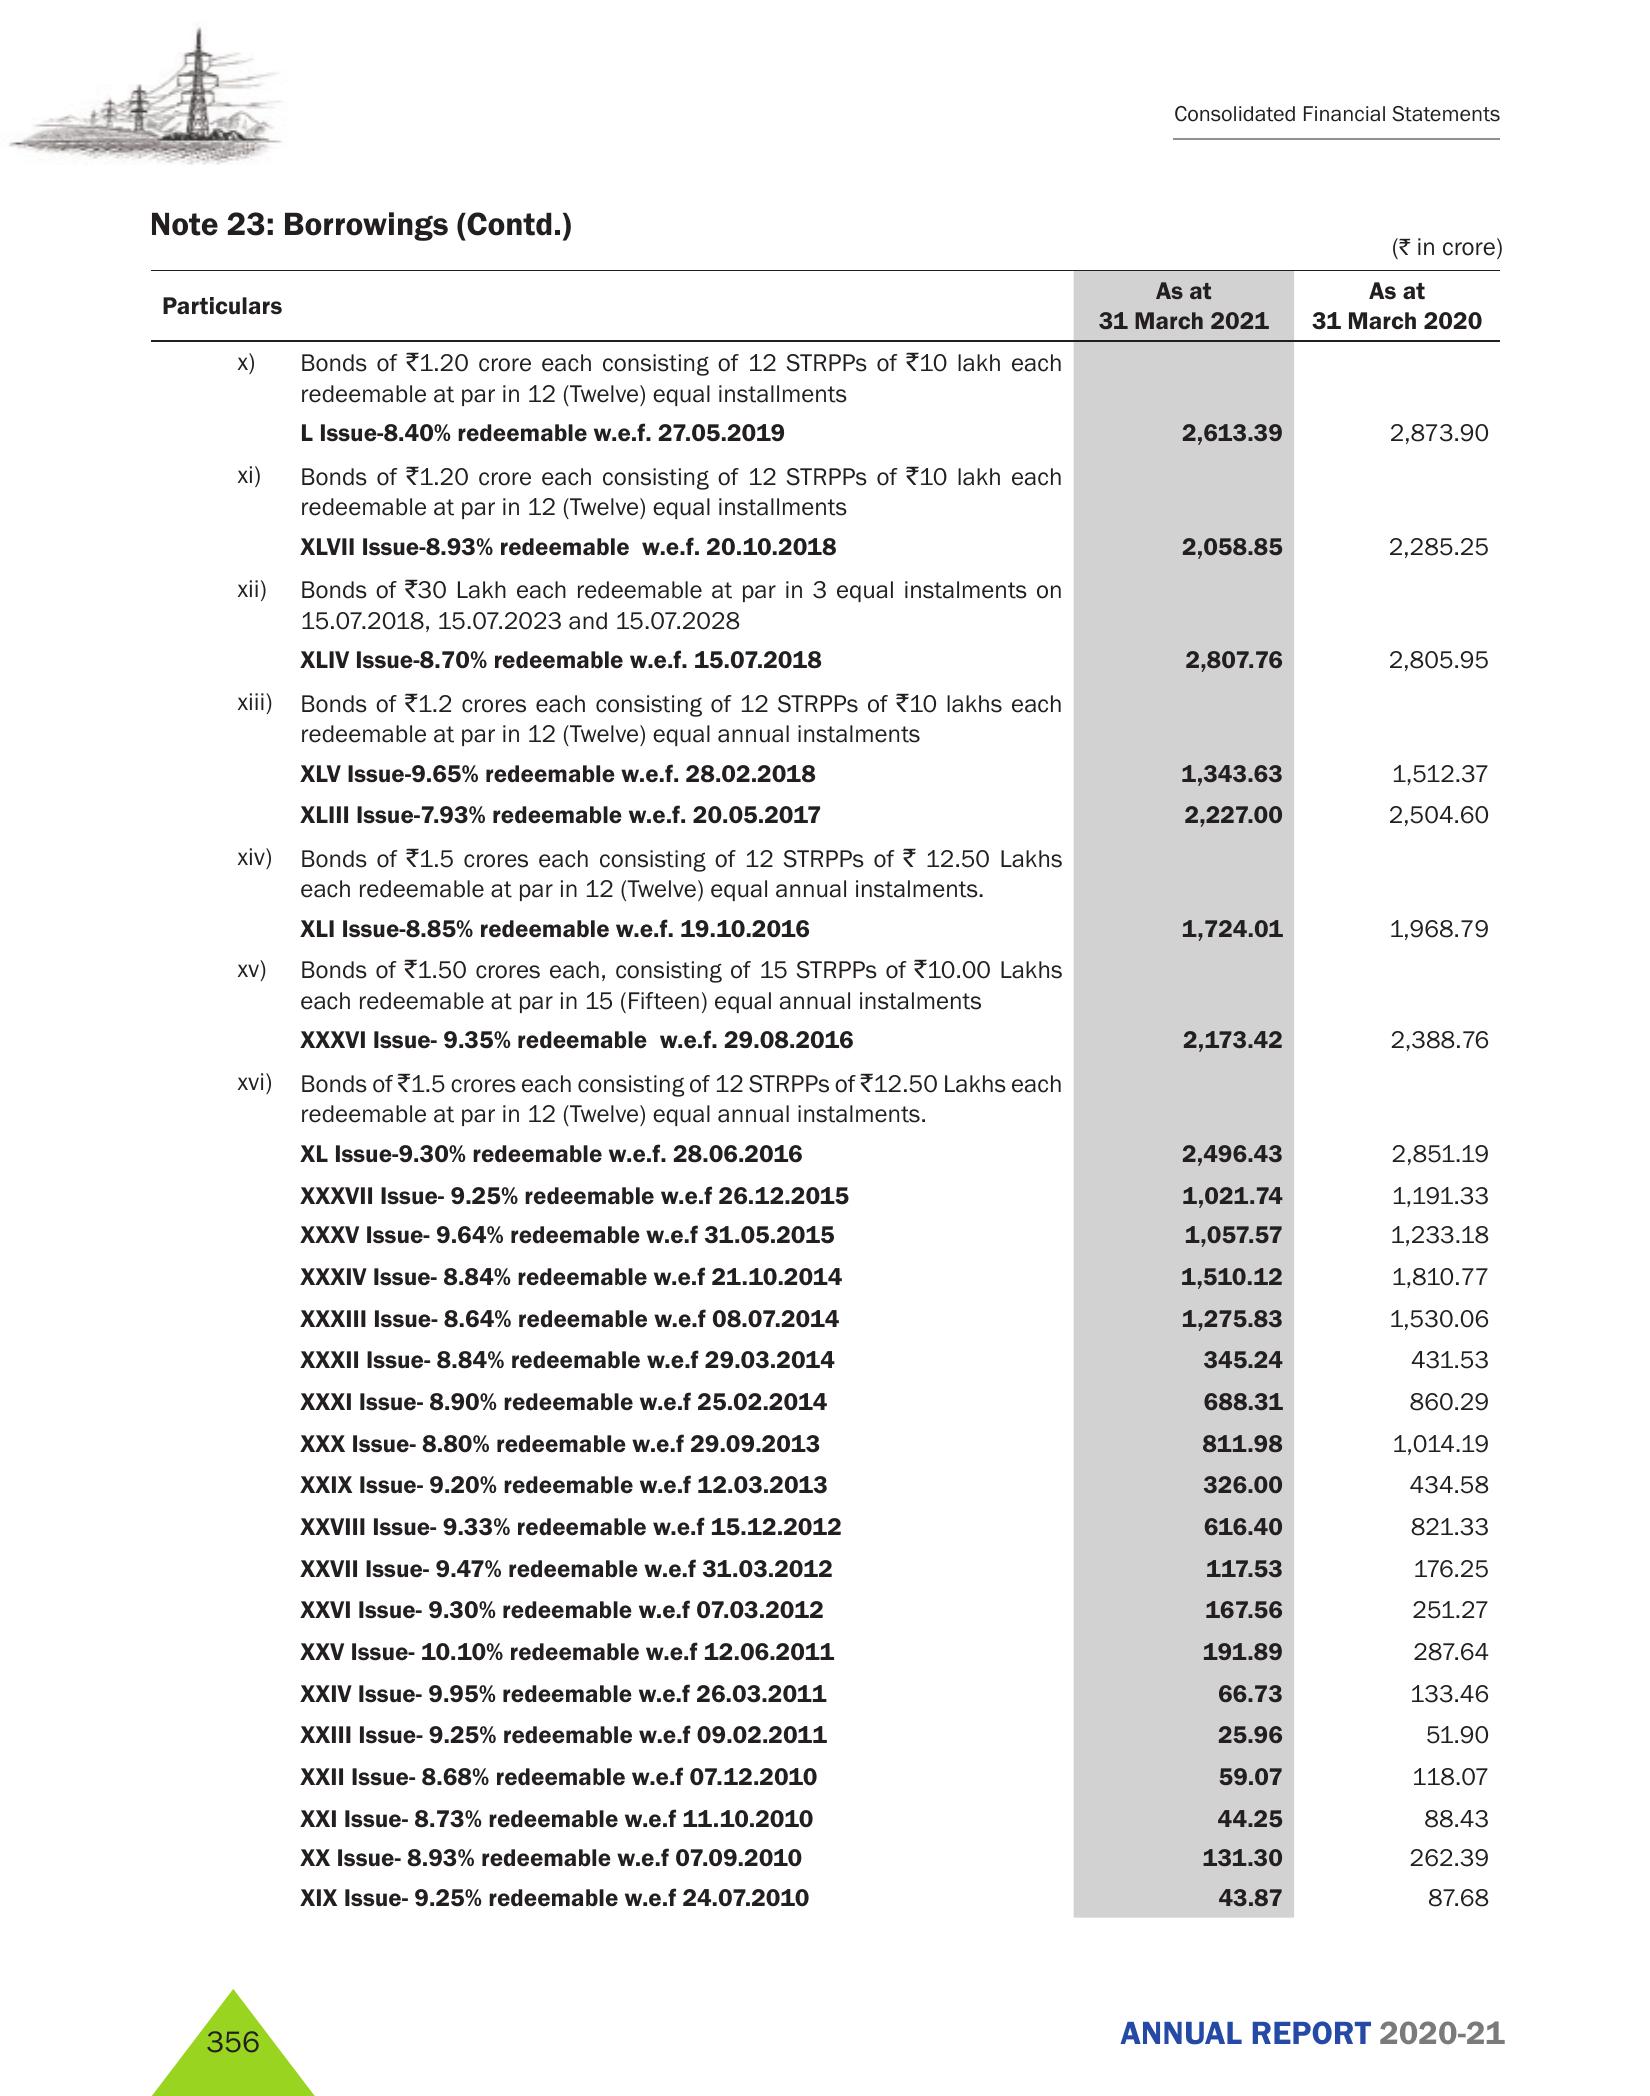 Consolidated Financial Statements
Note 23: Borrowings (Contd.)
(₹ in crore)
Particulars As at 31 March 2021 As at 31 March 2020
x) Bonds of ₹1.20 crore each consisting of 12 STRPPs of ₹10 lakh each
redeemable at par in 12 (Twelve) equal installments
L Issue-8.40% redeemable w.e.f. 27.05.2019 2,613.39 2,873.90
xi) Bonds of ₹1.20 crore each consisting of 12 STRPPs of ₹10 lakh each
redeemable at par in 12 (Twelve) equal installments
XLVII Issue-8.93% redeemable w.e.f. 20.10.2018 2,058.85 2,285.25
xii) Bonds of ₹30 Lakh each redeemable at par in 3 equal instalments on
15.07.2018, 15.07.2023 and 15.07.2028
XLIV Issue-8.70% redeemable w.e.f. 15.07.2018 2,807.76 2,805.95
xiii) Bonds of ₹1.2 crores each consisting of 12 STRPPs of ₹10 lakhs each
redeemable at par in 12 (Twelve) equal annual instalments
XLV Issue-9.65% redeemable w.e.f. 28.02.2018 1,343.63 1,512.37
XLIII Issue-7.93% redeemable w.e.f. 20.05.2017 2,227.00 2,504.60
xiv) Bonds of ₹1.5 crores each consisting of 12 STRPPs of ₹ 12.50 Lakhs
each redeemable at par in 12 (Twelve) equal annual instalments.
XLI Issue-8.85% redeemable w.e.f. 19.10.2016 1,724.01 1,968.79
xv) Bonds of ₹1.50 crores each, consisting of 15 STRPPs of ₹10.00 Lakhs
each redeemable at par in 15 (Fifteen) equal annual instalments
XXXVI Issue- 9.35% redeemable w.e.f. 29.08.2016 2,173.42 2,388.76
xvi) Bonds of ₹1.5 crores each consisting of 12 STRPPs of ₹12.50 Lakhs each
redeemable at par in 12 (Twelve) equal annual instalments.
XL Issue-9.30% redeemable w.e.f. 28.06.2016 2,496.43 2,851.19
XXXVII Issue- 9.25% redeemable w.e.f 26.12.2015 1,021.74 1,191.33
XXXV Issue- 9.64% redeemable w.e.f 31.05.2015 1,057.57 1,233.18
XXXIV Issue- 8.84% redeemable w.e.f 21.10.2014 1,510.12 1,810.77
XXXIII Issue- 8.64% redeemable w.e.f 08.07.2014 1,275.83 1,530.06
XXXII Issue- 8.84% redeemable w.e.f 29.03.2014 345.24 431.53
XXXI Issue- 8.90% redeemable w.e.f 25.02.2014 688.31 860.29
XXX Issue- 8.80% redeemable w.e.f 29.09.2013 811.98 1,014.19
XXIX Issue- 9.20% redeemable w.e.f 12.03.2013 326.00 434.58
XXVIII Issue- 9.33% redeemable w.e.f 15.12.2012 616.40 821.33
XXVII Issue- 9.47% redeemable w.e.f 31.03.2012 117.53 176.25
XXVI Issue- 9.30% redeemable w.e.f 07.03.2012 167.56 251.27
XXV Issue- 10.10% redeemable w.e.f 12.06.2011 191.89 287.64
XXIV Issue- 9.95% redeemable w.e.f 26.03.2011 66.73 133.46
XXIII Issue- 9.25% redeemable w.e.f 09.02.2011 25.96 51.90
XXII Issue- 8.68% redeemable w.e.f 07.12.2010 59.07 118.07
XXI Issue- 8.73% redeemable w.e.f 11.10.2010 44.25 88.43
XX Issue- 8.93% redeemable w.e.f 07.09.2010 131.30 262.39
XIX Issue- 9.25% redeemable w.e.f 24.07.2010 43.87 87.68
356
ANNUAL REPORT 2020-21